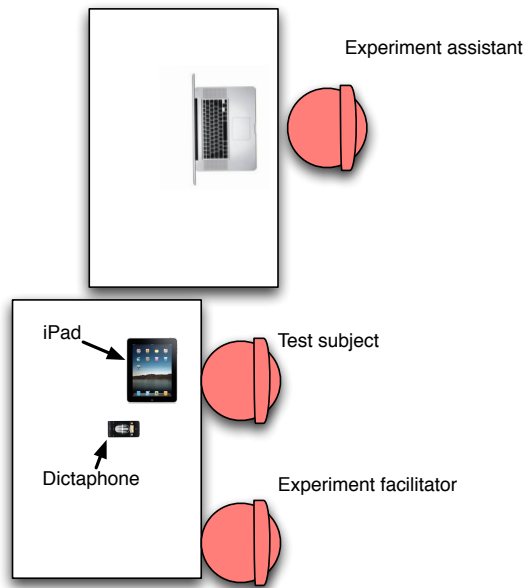 Experiment assistant
iPad
Test subject
Dictaphone
Experiment facilitator